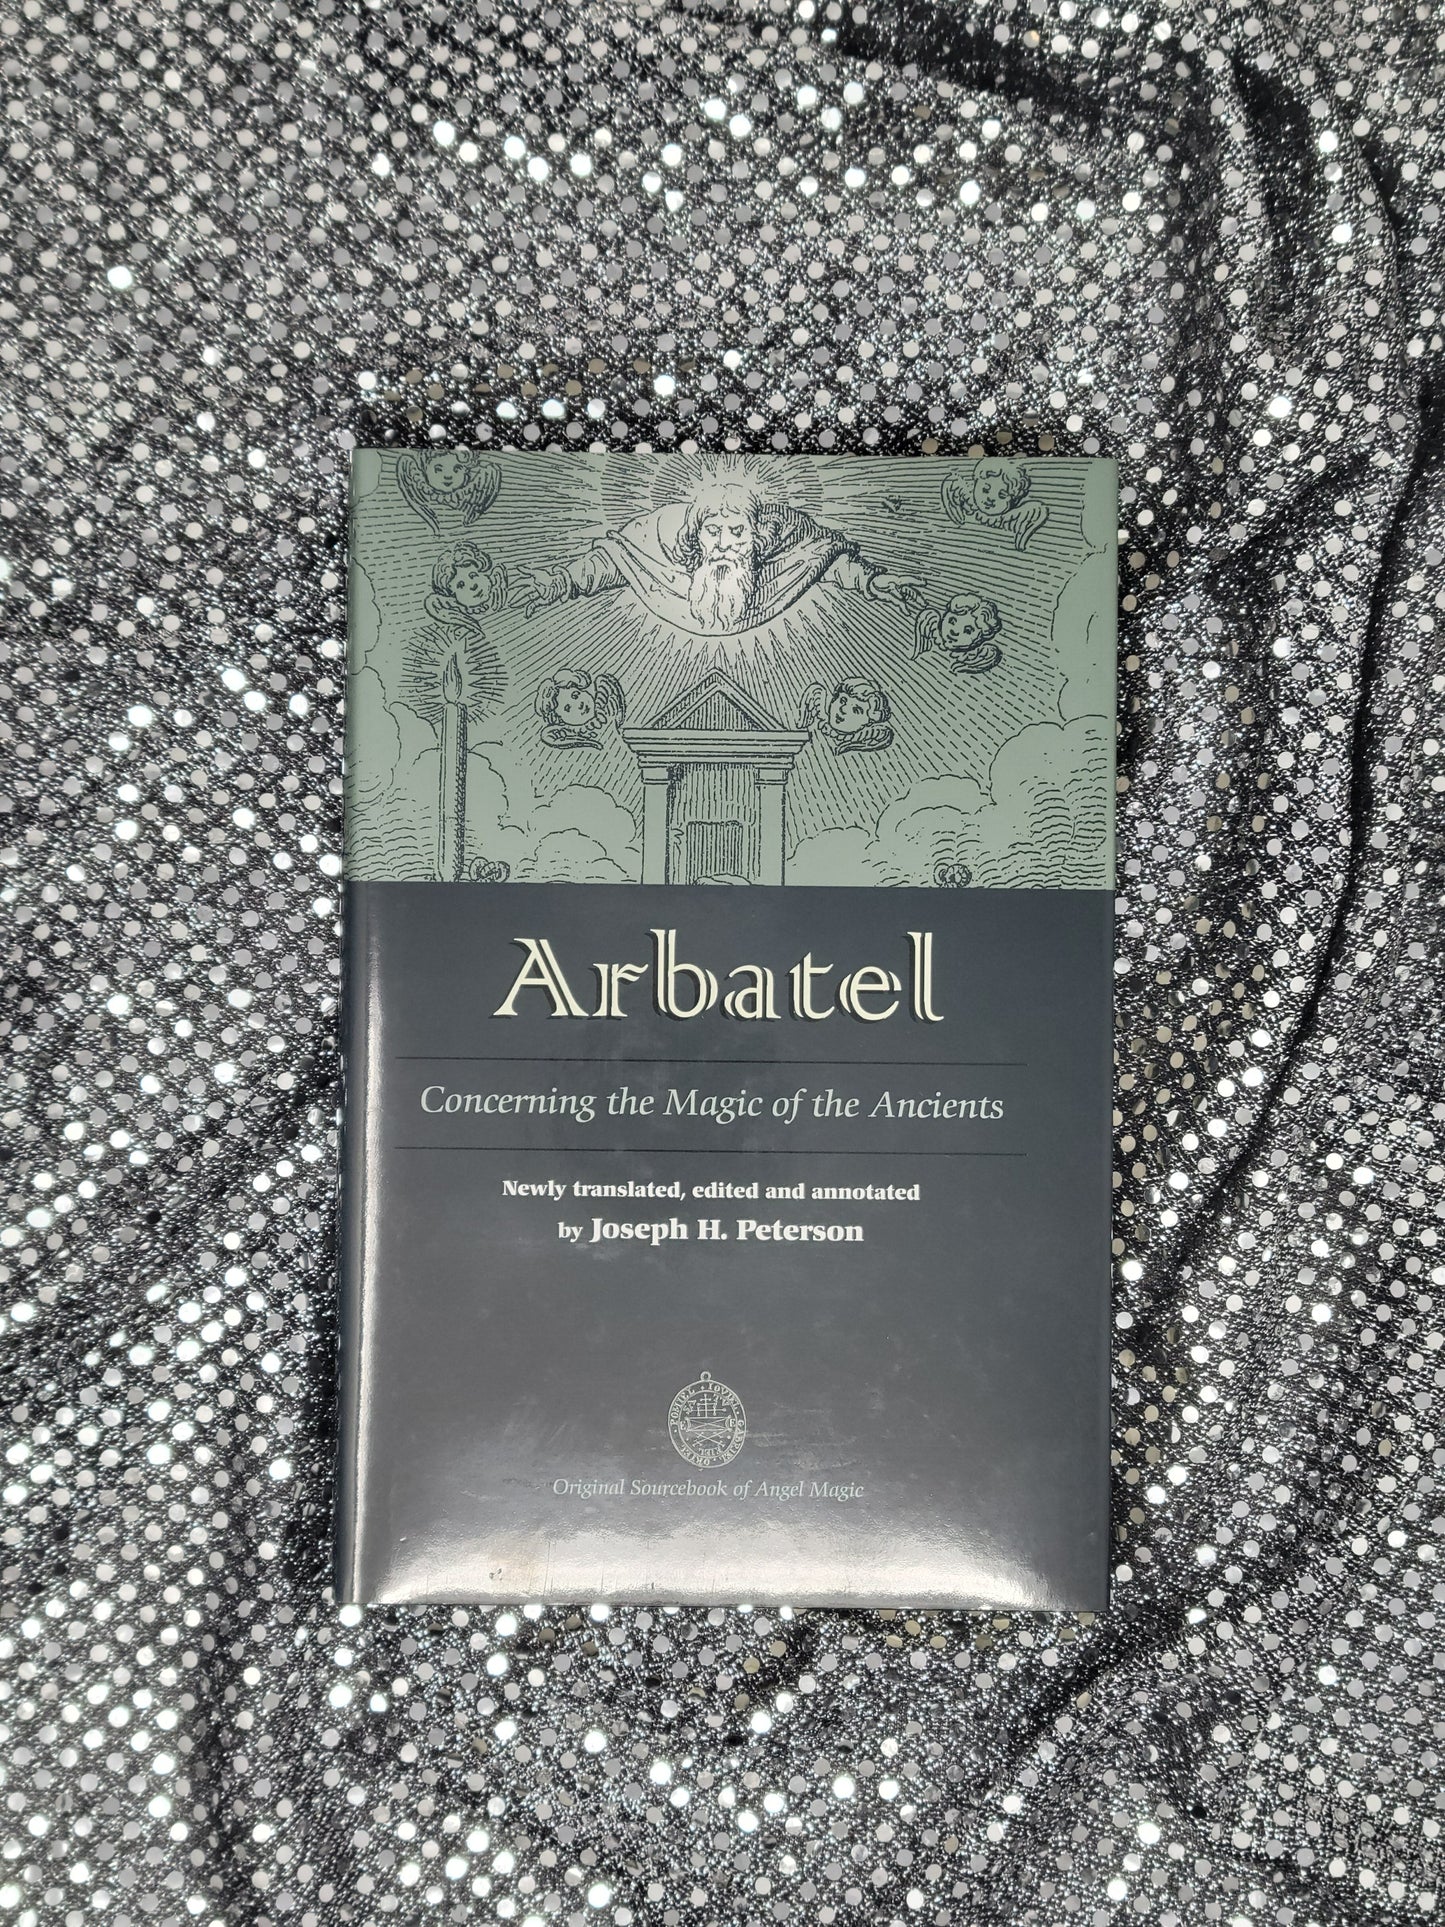 Arbatel
Concerning the Magic of the Ancients
Newly translated, edited and annotated
by Joseph H. Peterson
Original Sourcebook of Angel Magic